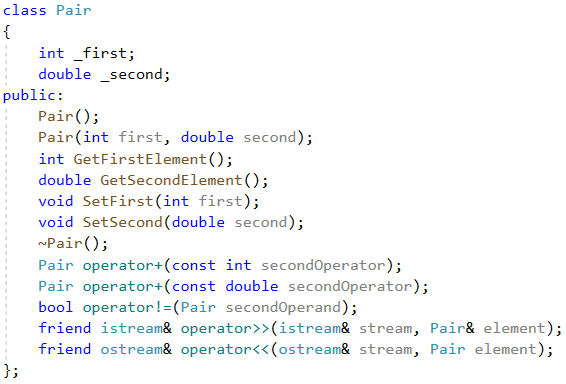 class Pair
{
    int _first;
    double _second;
public:
    Pair();
    Pair(int first, double second);
    int GetFirstElement();
    double GetSecondElement();
    void SetFirst(int first);
    void SetSecond(double second);
    ~Pair();
    Pair operator+(const int secondOperator);
    Pair operator+(const double secondOperator);
    bool operator!=(Pair secondOperand);
    friend istream& operator>>(istream& stream, Pair& element);
    friend ostream& operator<<(ostream& stream, Pair element);
};